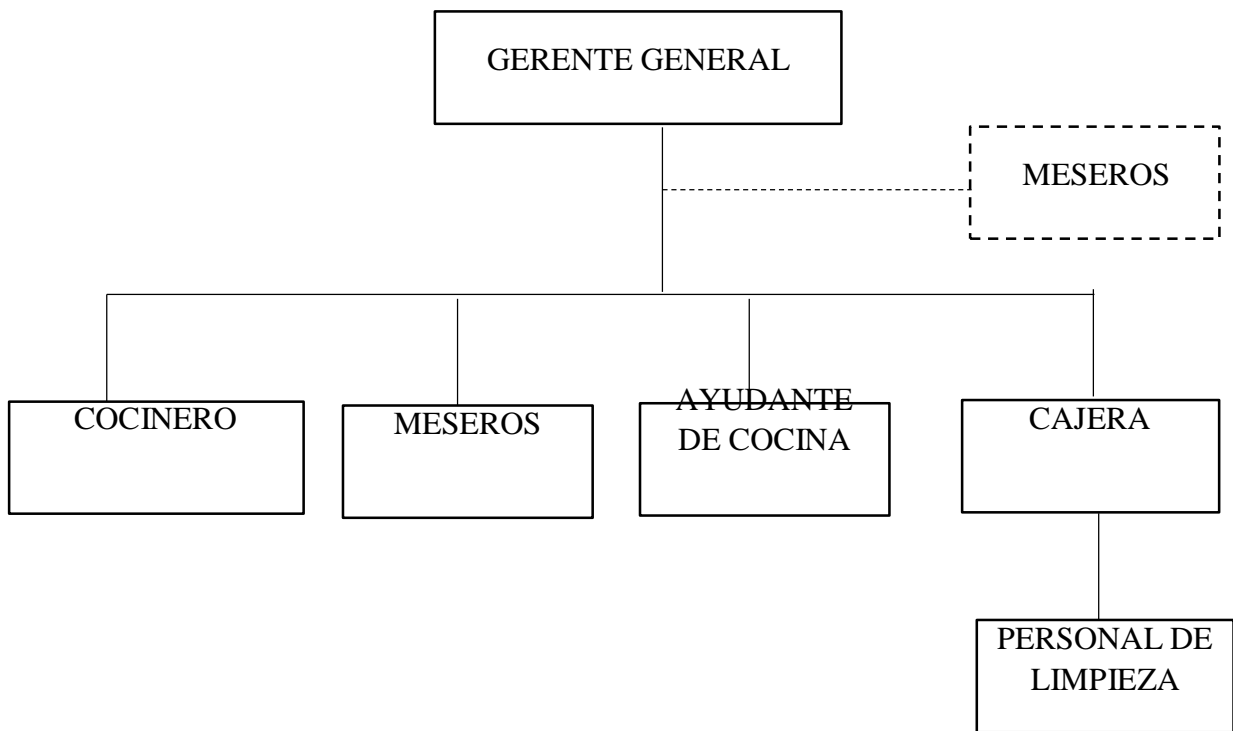 GERENTE GENERAL
MESEROS
COCINERO
MESEROS
AYUDANTE
DE COCINA
CAJERA
PERSONAL DE
LIMPIEZA